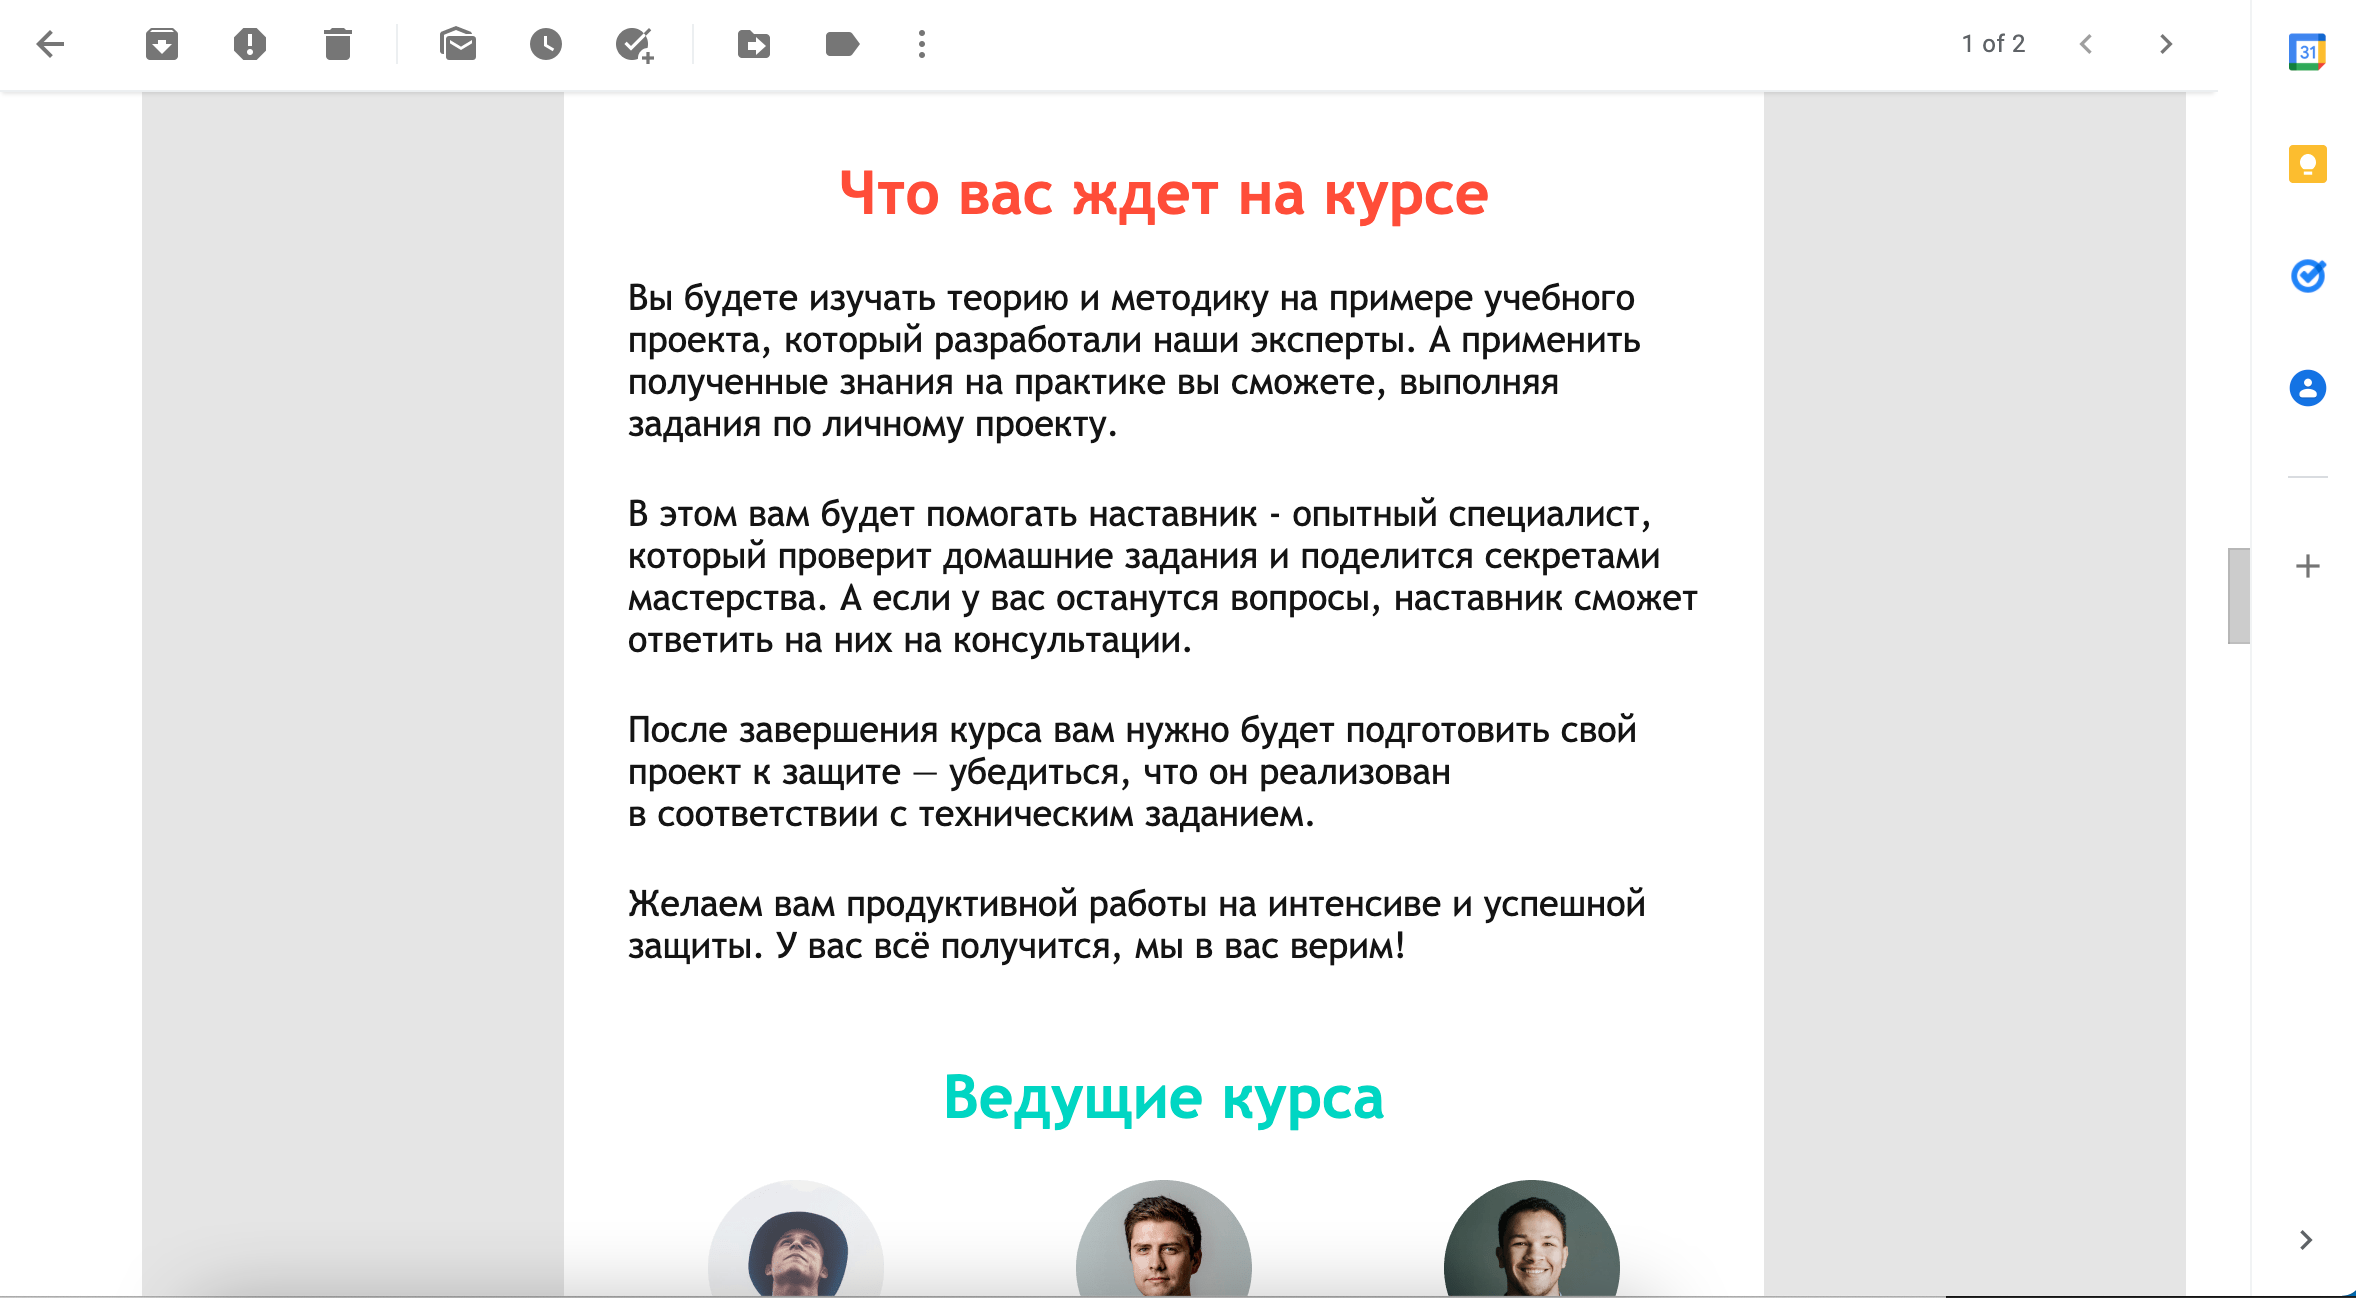 1 of 2
31
Что вас ждет на курсе
Вы будете изучать теорию и методику на примере учебного
проекта, который разработали наши эксперты. А применить
полученные знания на практике вы сможете, выполняя
задания по личному проекту.
В этом вам будет помогать наставник - опытный специалист,
который проверит домашние задания и поделится секретами
мастерства. А если у вас останутся вопросы, наставник сможет
ответить на них на консультации.
После завершения курса вам нужно будет подготовить свой
проект к защите — убедиться, что он реализован
в соответствии с техническим заданием.
Желаем вам продуктивной работы на интенсиве и успешной
защиты. У вас всё получится, мы в вас верим!
Ведущие курса